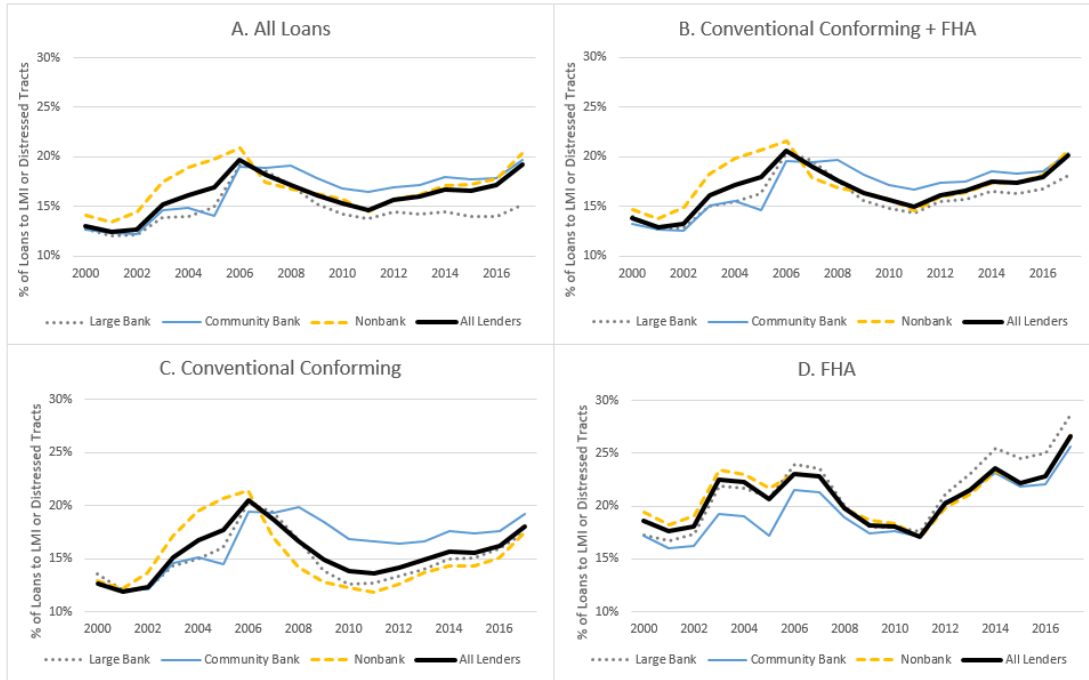 A. All Loans
% of Loans to LMI or Distressed Tracts
30%
25%
20%
15%
10%
2000 2002 2004 2006 2008 2010 2012 2014 2016
Large Bank Community Bank Nonbank All Lenders
B. Conventional Conforming + FHA
% of Loans to LMI or Distressed Tracts
30%
25%
20%
15%
10%
2000 2002 2004 2006 2008 2010 2012 2014 2016
Large Bank Community Bank Nonbank All Lenders
C. Conventional Conforming
% of Loans to LMI or Distressed Tracts
30%
25%
20%
15%
10%
2000 2002 2004 2006 2008 2010 2012 2014 2016
Large Bank Community Bank Nonbank All Lenders
D. FHA
% of Loans to LMI or Distressed Tracts
30%
25%
20%
15%
10%
2000 2002 2004 2006 2008 2010 2012 2014 2016
Large Bank Community Bank Nonbank All Lenders